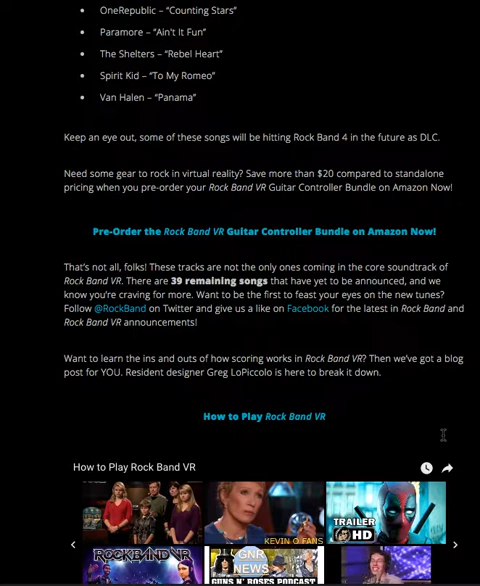 OneRepublic – “Counting Stars”
Paramore – “Ain't It Fun”
The Shelters – “Rebel Heart”
Spirit Kid – “To My Romeo”
Van Halen – “Panama”
Keep an eye out, some of these songs will be hitting Rock Band 4 in the future as DLC.
Need some gear to rock in virtual reality? Save more than $20 compared to standalone
pricing when you pre-order your Rock Band VR Guitar Controller Bundle on Amazon Now!
Pre-Order the Rock Band VR Guitar Controller Bundle on Amazon Now!
That’s not all, folks! These tracks are not the only ones coming in the core soundtrack of
Rock Band VR. There are 39 remaining songs that have yet to be announced, and we
know you're craving for more. Want to be the first to feast your eyes on the new tunes?
Follow @RockBand on Twitter and give us a like on Facebook for the latest in Rock Band and
Rock Band VR announcements!
Want to learn the ins and outs of how scoring works in Rock Band VR? Then we’ve got a blog
post for YOU. Resident designer Greg LoPiccolo is here to break it down.
How to Play Rock Band VR
How to Play Rock Band VR
KEVIN O FANS
TRAILER
HD
ROCKBAND VR
GNR
NEWS
GUNS N' ROSES PODCAST